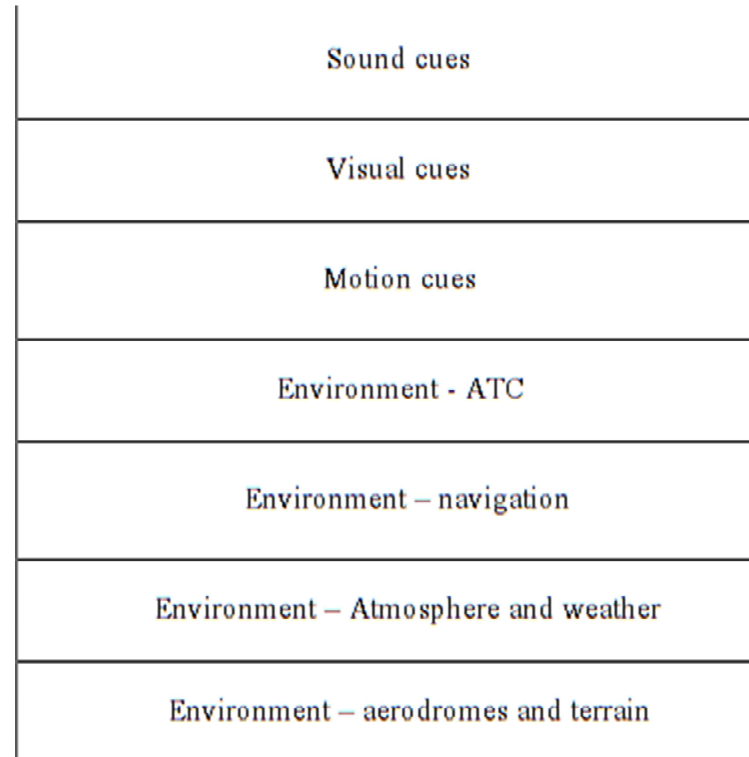 Sound cues
Visual cues
Motion cues
Environment - ATC
Environment – navigation
Environment – Atmosphere and weather
Environment – aerodromes and terrain